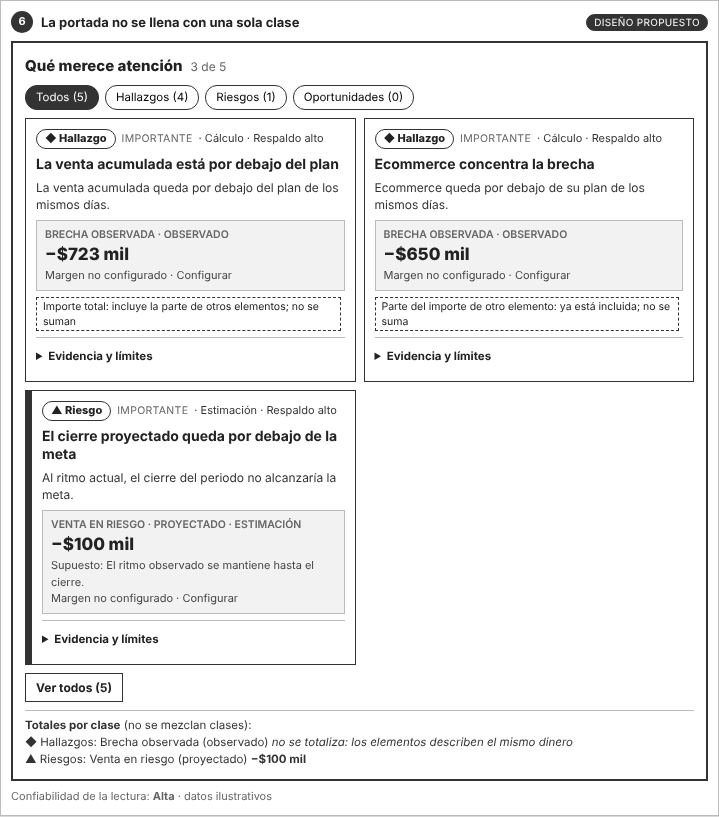 6 La portada no se llena con una sola clase DISEÑO PROPUESTO
Qué merece atención 3 de 5
Todos (5) Hallazgos (4) Riesgos (1) Oportunidades (0)
◆ Hallazgo IMPORTANTE · Cálculo · Respaldo alto
La venta acumulada está por debajo del plan
La venta acumulada queda por debajo del plan de los
mismos días.
BRECHA OBSERVADA · OBSERVADO
−$723 mil
Margen no configurado · Configurar
Importe total: incluye la parte de otros elementos; no se
suman
▶ Evidencia y límites
◆ Hallazgo IMPORTANTE · Cálculo · Respaldo alto
Ecommerce concentra la brecha
Ecommerce queda por debajo de su plan de los
mismos días.
BRECHA OBSERVADA · OBSERVADO
−$650 mil
Margen no configurado · Configurar
Parte del importe de otro elemento: ya está incluida; no se
suma
▶ Evidencia y límites
▲ Riesgo IMPORTANTE · Estimación · Respaldo alto
El cierre proyectado queda por debajo de la
meta
Al ritmo actual, el cierre del periodo no alcanzaría la
meta.
VENTA EN RIESGO · PROYECTADO · ESTIMACIÓN
−$100 mil
Supuesto: El ritmo observado se mantiene hasta el
cierre.
Margen no configurado · Configurar
▶ Evidencia y límites
Ver todos (5)
Totales por clase (no se mezclan clases):
◆ Hallazgos: Brecha observada (observado) no se totaliza: los elementos describen el mismo dinero
▲ Riesgos: Venta en riesgo (proyectado) −$100 mil
Confiabilidad de la lectura: Alta · datos ilustrativos